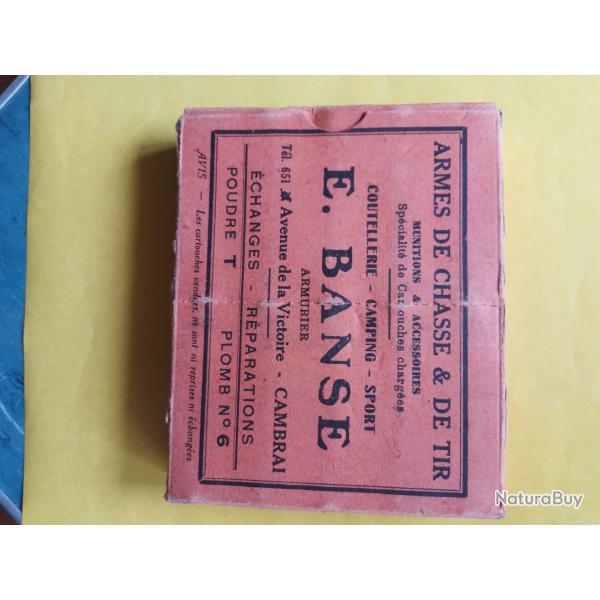 ARMES DE CHASSE & DE TIR
MUNITIONS & ACCESSOIRES
Spécialité de Cartouches chargées
COUTELLERIE - CAMPING - SPORT
E. BANSE
ARMURIER
Tél. 651 Avenue de la Victoire - CAMBRAI
ÉCHANGES - RÉPARATIONS
POUDRE T PLOMB Nº 6
AVIS — Les cartouches vendues, ne sont ni reprises ni échangées
NaturaBuy